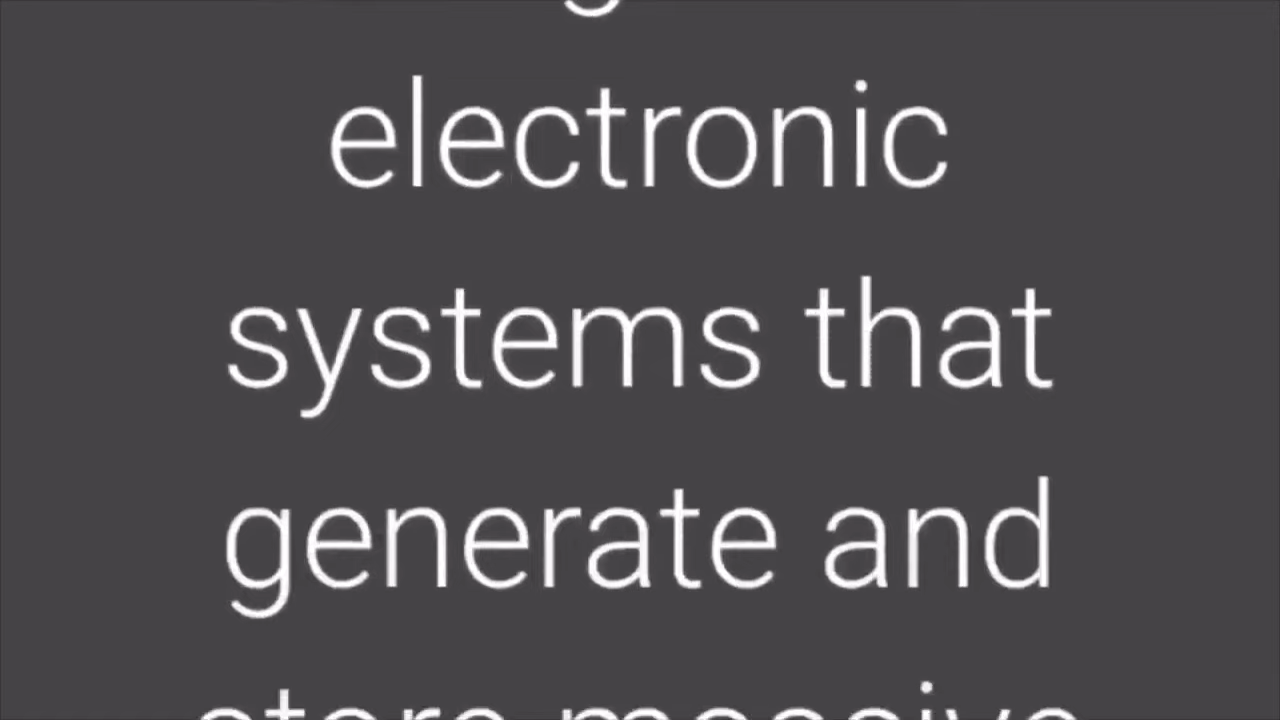 electronic
systems that
generate and
store massive